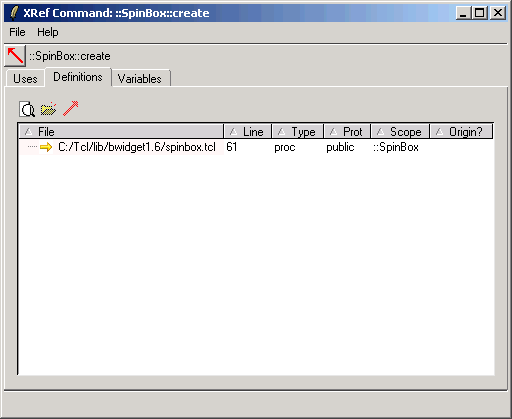 XRef Command: ::SpinBox::create
File Help
::SpinBox::create
Uses Definitions Variables
File Line Type Prot Scope Origin?
C:/Tcl/lib/bwidget1.6/spinbox.tcl 61 proc public ::SpinBox